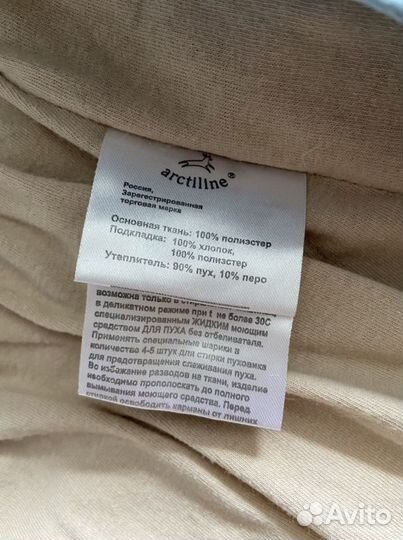 arctiline®
Россия,
Зарегестрированная
торговая марка
Основная ткань: 100% полиэстер
Подкладка: 100% хлопок,
100% полиэстер
Утеплитель: 90% пух, 10% перо
возможна только в
в деликатном режиме при t не более 30С
специализированным ЖИДКИМ моющим
средством ДЛЯ ПУХА без отбеливателя.
Применять специальные шарики в
количестве 4-5 штук для стирки пуховика
для предотвращения слеживания пуха.
Во избежание разводов на ткани, изделие
необходимо прополоскать до полного
вымывания моющего средства. Перед
стиркой освободить карманы от лишних
Avito